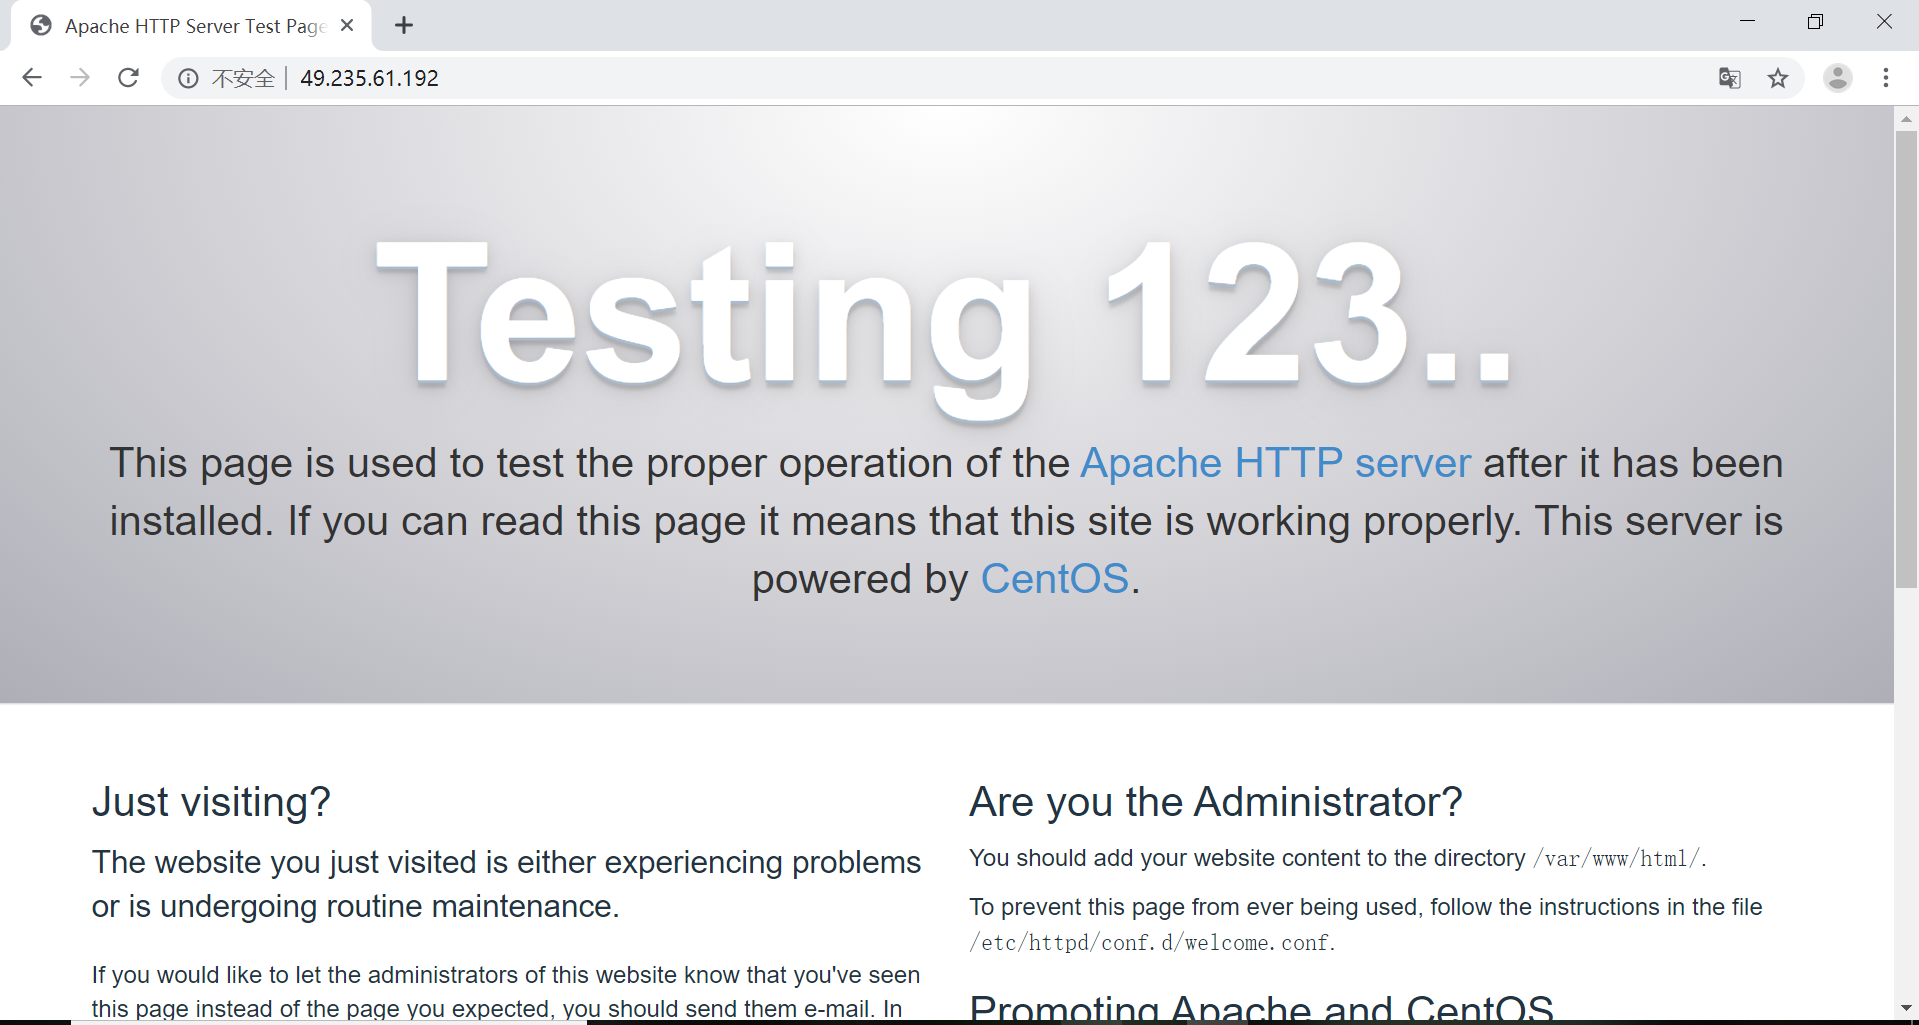 Apache HTTP Server Test Page
不安全 49.235.61.192
Testing 123..
This page is used to test the proper operation of the Apache HTTP server after it has been
installed. If you can read this page it means that this site is working properly. This server is
powered by CentOS.
Just visiting?
The website you just visited is either experiencing problems
or is undergoing routine maintenance.
If you would like to let the administrators of this website know that you've seen
this page instead of the page you expected, you should send them e-mail. In
Are you the Administrator?
You should add your website content to the directory /var/www/html/.
To prevent this page from ever being used, follow the instructions in the file
/etc/httpd/conf.d/welcome.conf.
Promoting Apache and CentOS